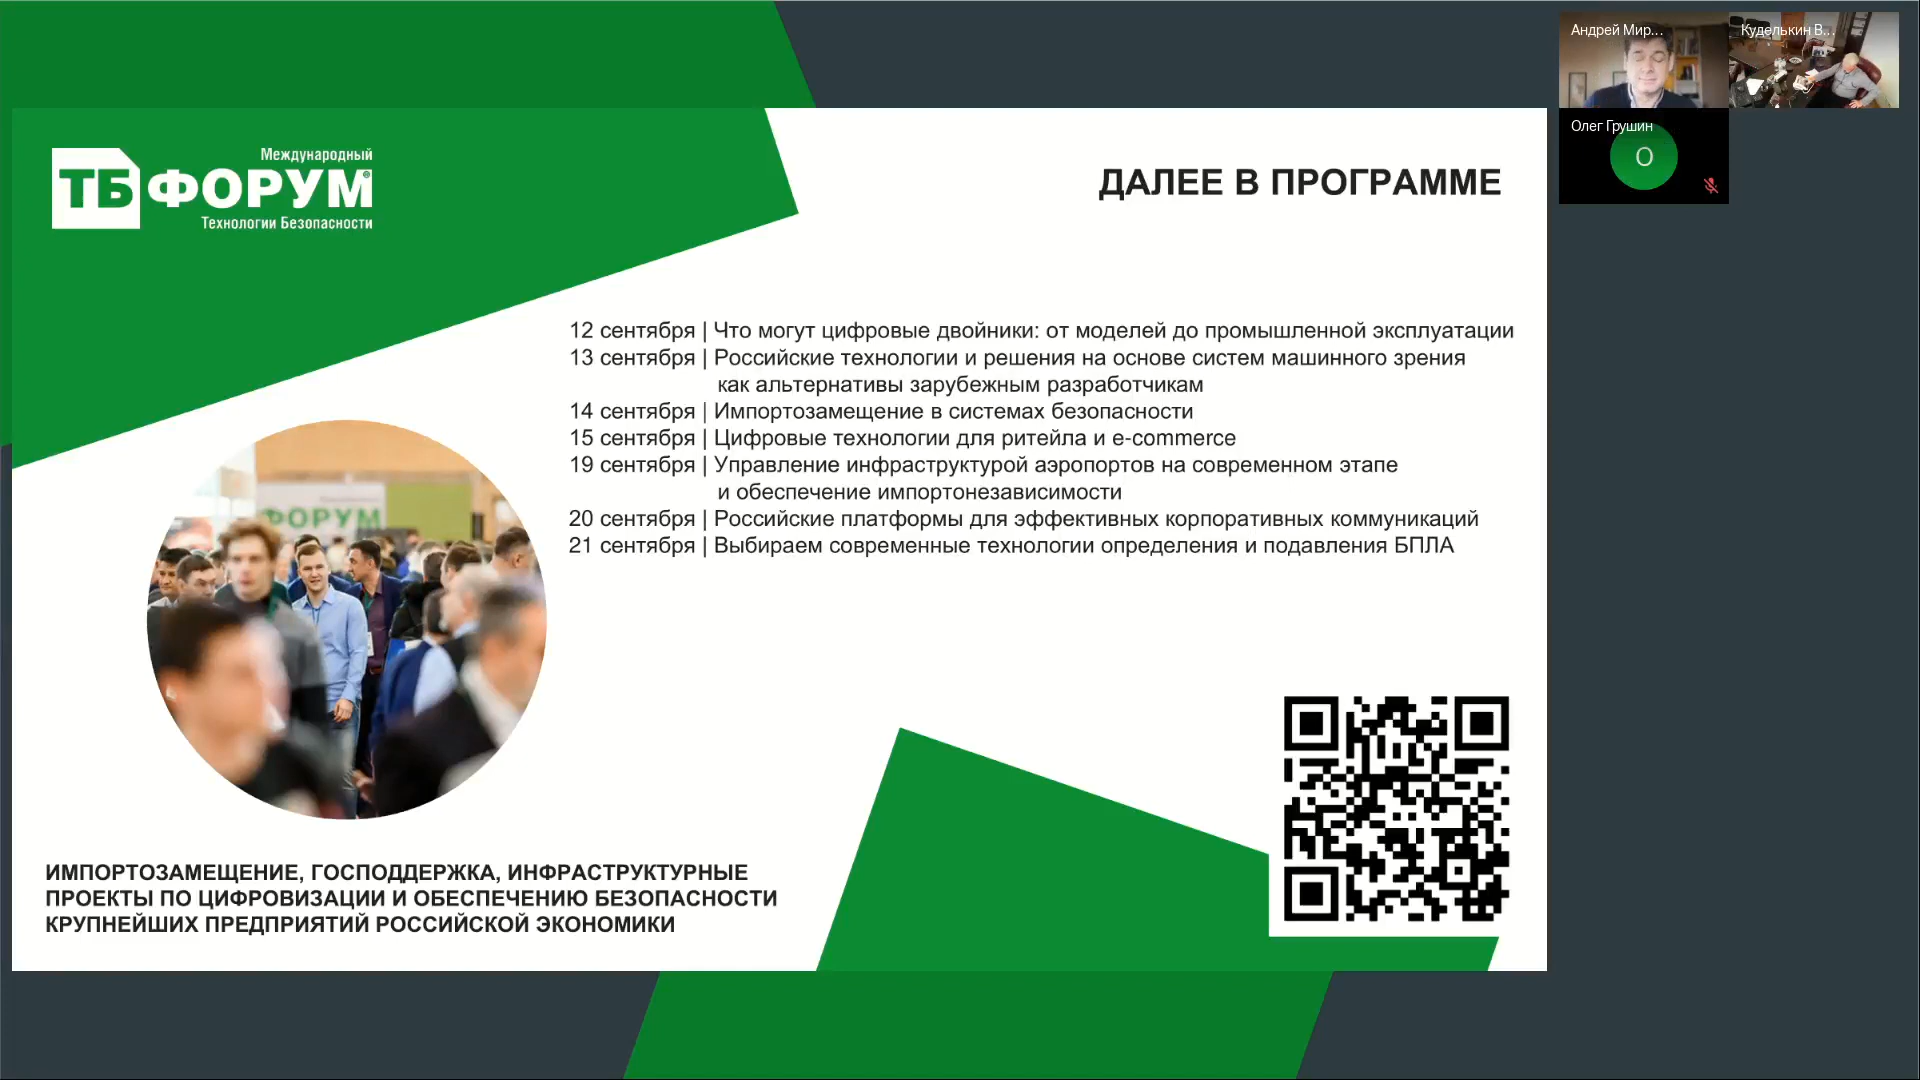 Международный
ТБ ФОРУМ®
Технологии Безопасности
ДАЛЕЕ В ПРОГРАММЕ
12 сентября | Что могут цифровые двойники: от моделей до промышленной эксплуатации
13 сентября | Российские технологии и решения на основе систем машинного зрения
как альтернативы зарубежным разработчикам
14 сентября | Импортозамещение в системах безопасности
15 сентября | Цифровые технологии для ритейла и e-commerce
19 сентября | Управление инфраструктурой аэропортов на современном этапе
и обеспечение импортонезависимости
20 сентября | Российские платформы для эффективных корпоративных коммуникаций
21 сентября | Выбираем современные технологии определения и подавления БПЛА
ФОРУМ
ИМПОРТОЗАМЕЩЕНИЕ, ГОСПОДДЕРЖКА, ИНФРАСТРУКТУРНЫЕ
ПРОЕКТЫ ПО ЦИФРОВИЗАЦИИ И ОБЕСПЕЧЕНИЮ БЕЗОПАСНОСТИ
КРУПНЕЙШИХ ПРЕДПРИЯТИЙ РОССИЙСКОЙ ЭКОНОМИКИ
Андрей Мир...
Куделькин В...
Олег Грушин
О